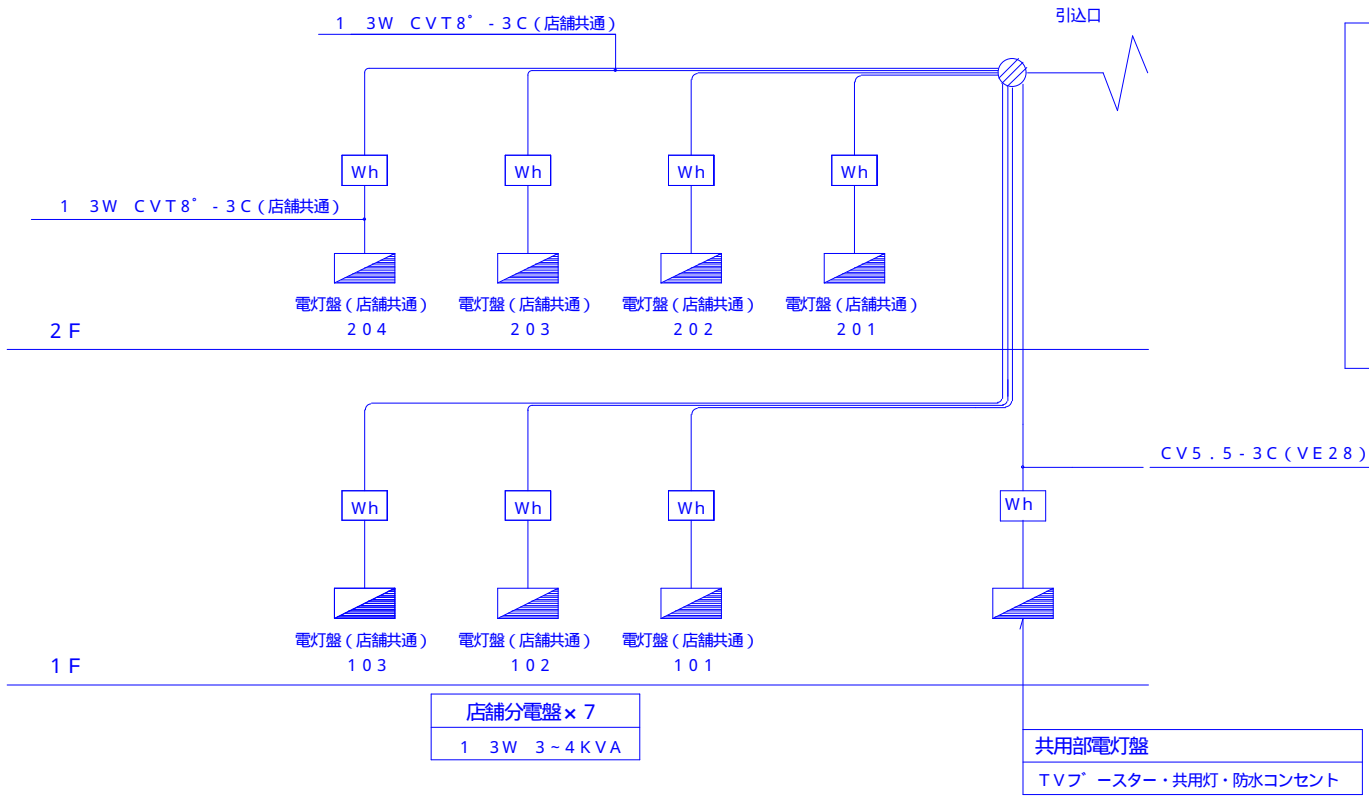 引込口
1 3W CVT8゜-3C(店舗共通)
Wh Wh Wh Wh
1 3W CVT8゜-3C(店舗共通)
電灯盤(店舗共通) 電灯盤(店舗共通) 電灯盤(店舗共通) 電灯盤(店舗共通)
2F 204 203 202 201
CV5.5-3C(VE28)
Wh Wh Wh Wh
電灯盤(店舗共通) 電灯盤(店舗共通) 電灯盤(店舗共通)
1F 103 102 101
店舗分電盤×7
1 3W 3~4KVA
共用部電灯盤
TVブースター・共用灯・防水コンセント